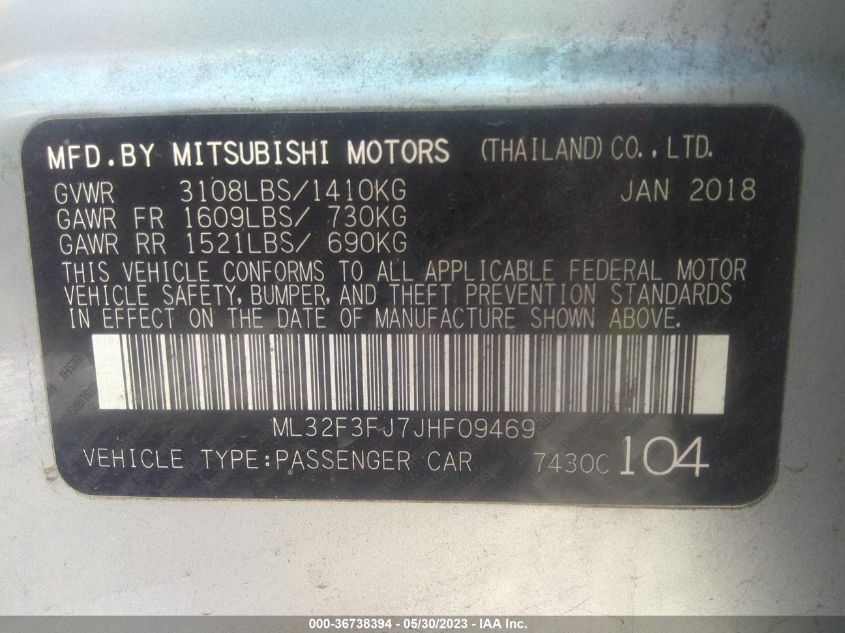 MFD.BY MITSUBISHI MOTORS (THAILAND) CO., LTD.
GVWR 3108LBS/1410KG JAN 2018
GAWR FR 1609LBS/ 730KG
GAWR RR 1521LBS/ 690KG
THIS VEHICLE CONFORMS TO ALL APPLICABLE FEDERAL MOTOR
VEHICLE SAFETY, BUMPER, AND THEFT PREVENTION STANDARDS
IN EFFECT ON THE DATE OF MANUFACTURE SHOWN ABOVE.
ML32F3FJ7JHF09469
VEHICLE TYPE:PASSENGER CAR 7430C 104
000-36738394 - 05/30/2023 - IAA Inc.